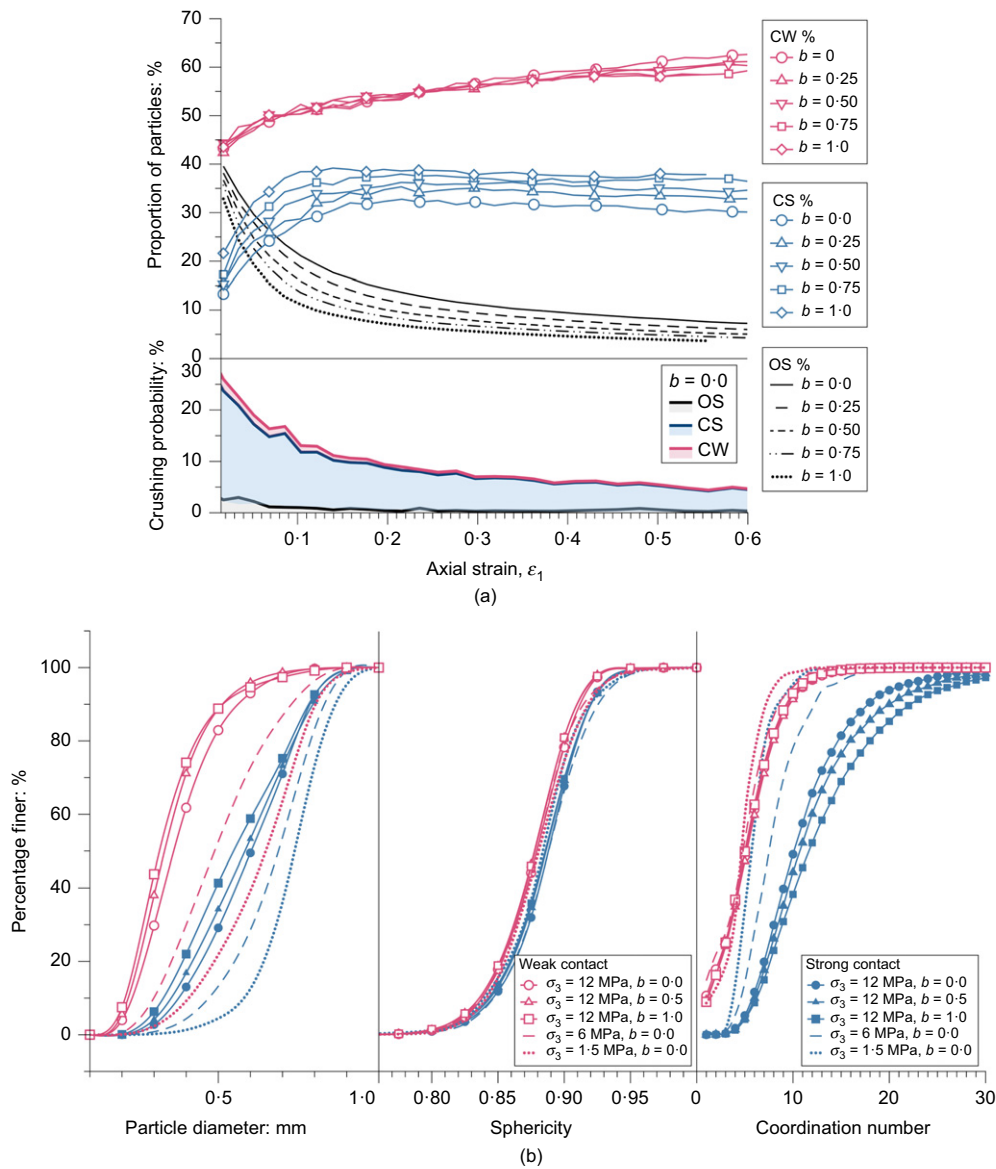 70
60
50
40
30
20
10
0
Proportion of particles: %
CW %
b = 0
b = 0·25
b = 0·50
b = 0·75
b = 1·0
CS %
b = 0·0
b = 0·25
b = 0·50
b = 0·75
b = 1·0
OS %
b = 0·0
b = 0·25
b = 0·50
b = 0·75
b = 1·0
30
20
10
0
Crushing probability: %
b = 0·0
OS
CS
CW
0·1
0·2
0·3
0·4
0·5
0·6
Axial strain, ε1
(a)
100
80
60
40
20
0
Percentage finer: %
0·5
1·0
Particle diameter: mm
0·80
0·85
0·90
0·95
Sphericity
Weak contact
σ3 = 12 MPa, b = 0·0
σ3 = 12 MPa, b = 0·5
σ3 = 12 MPa, b = 1·0
σ3 = 6 MPa, b = 0·0
σ3 = 1·5 MPa, b = 0·0
0
10
20
30
Coordination number
Strong contact
σ3 = 12 MPa, b = 0·0
σ3 = 12 MPa, b = 0·5
σ3 = 12 MPa, b = 1·0
σ3 = 6 MPa, b = 0·0
σ3 = 1·5 MPa, b = 0·0
(b)